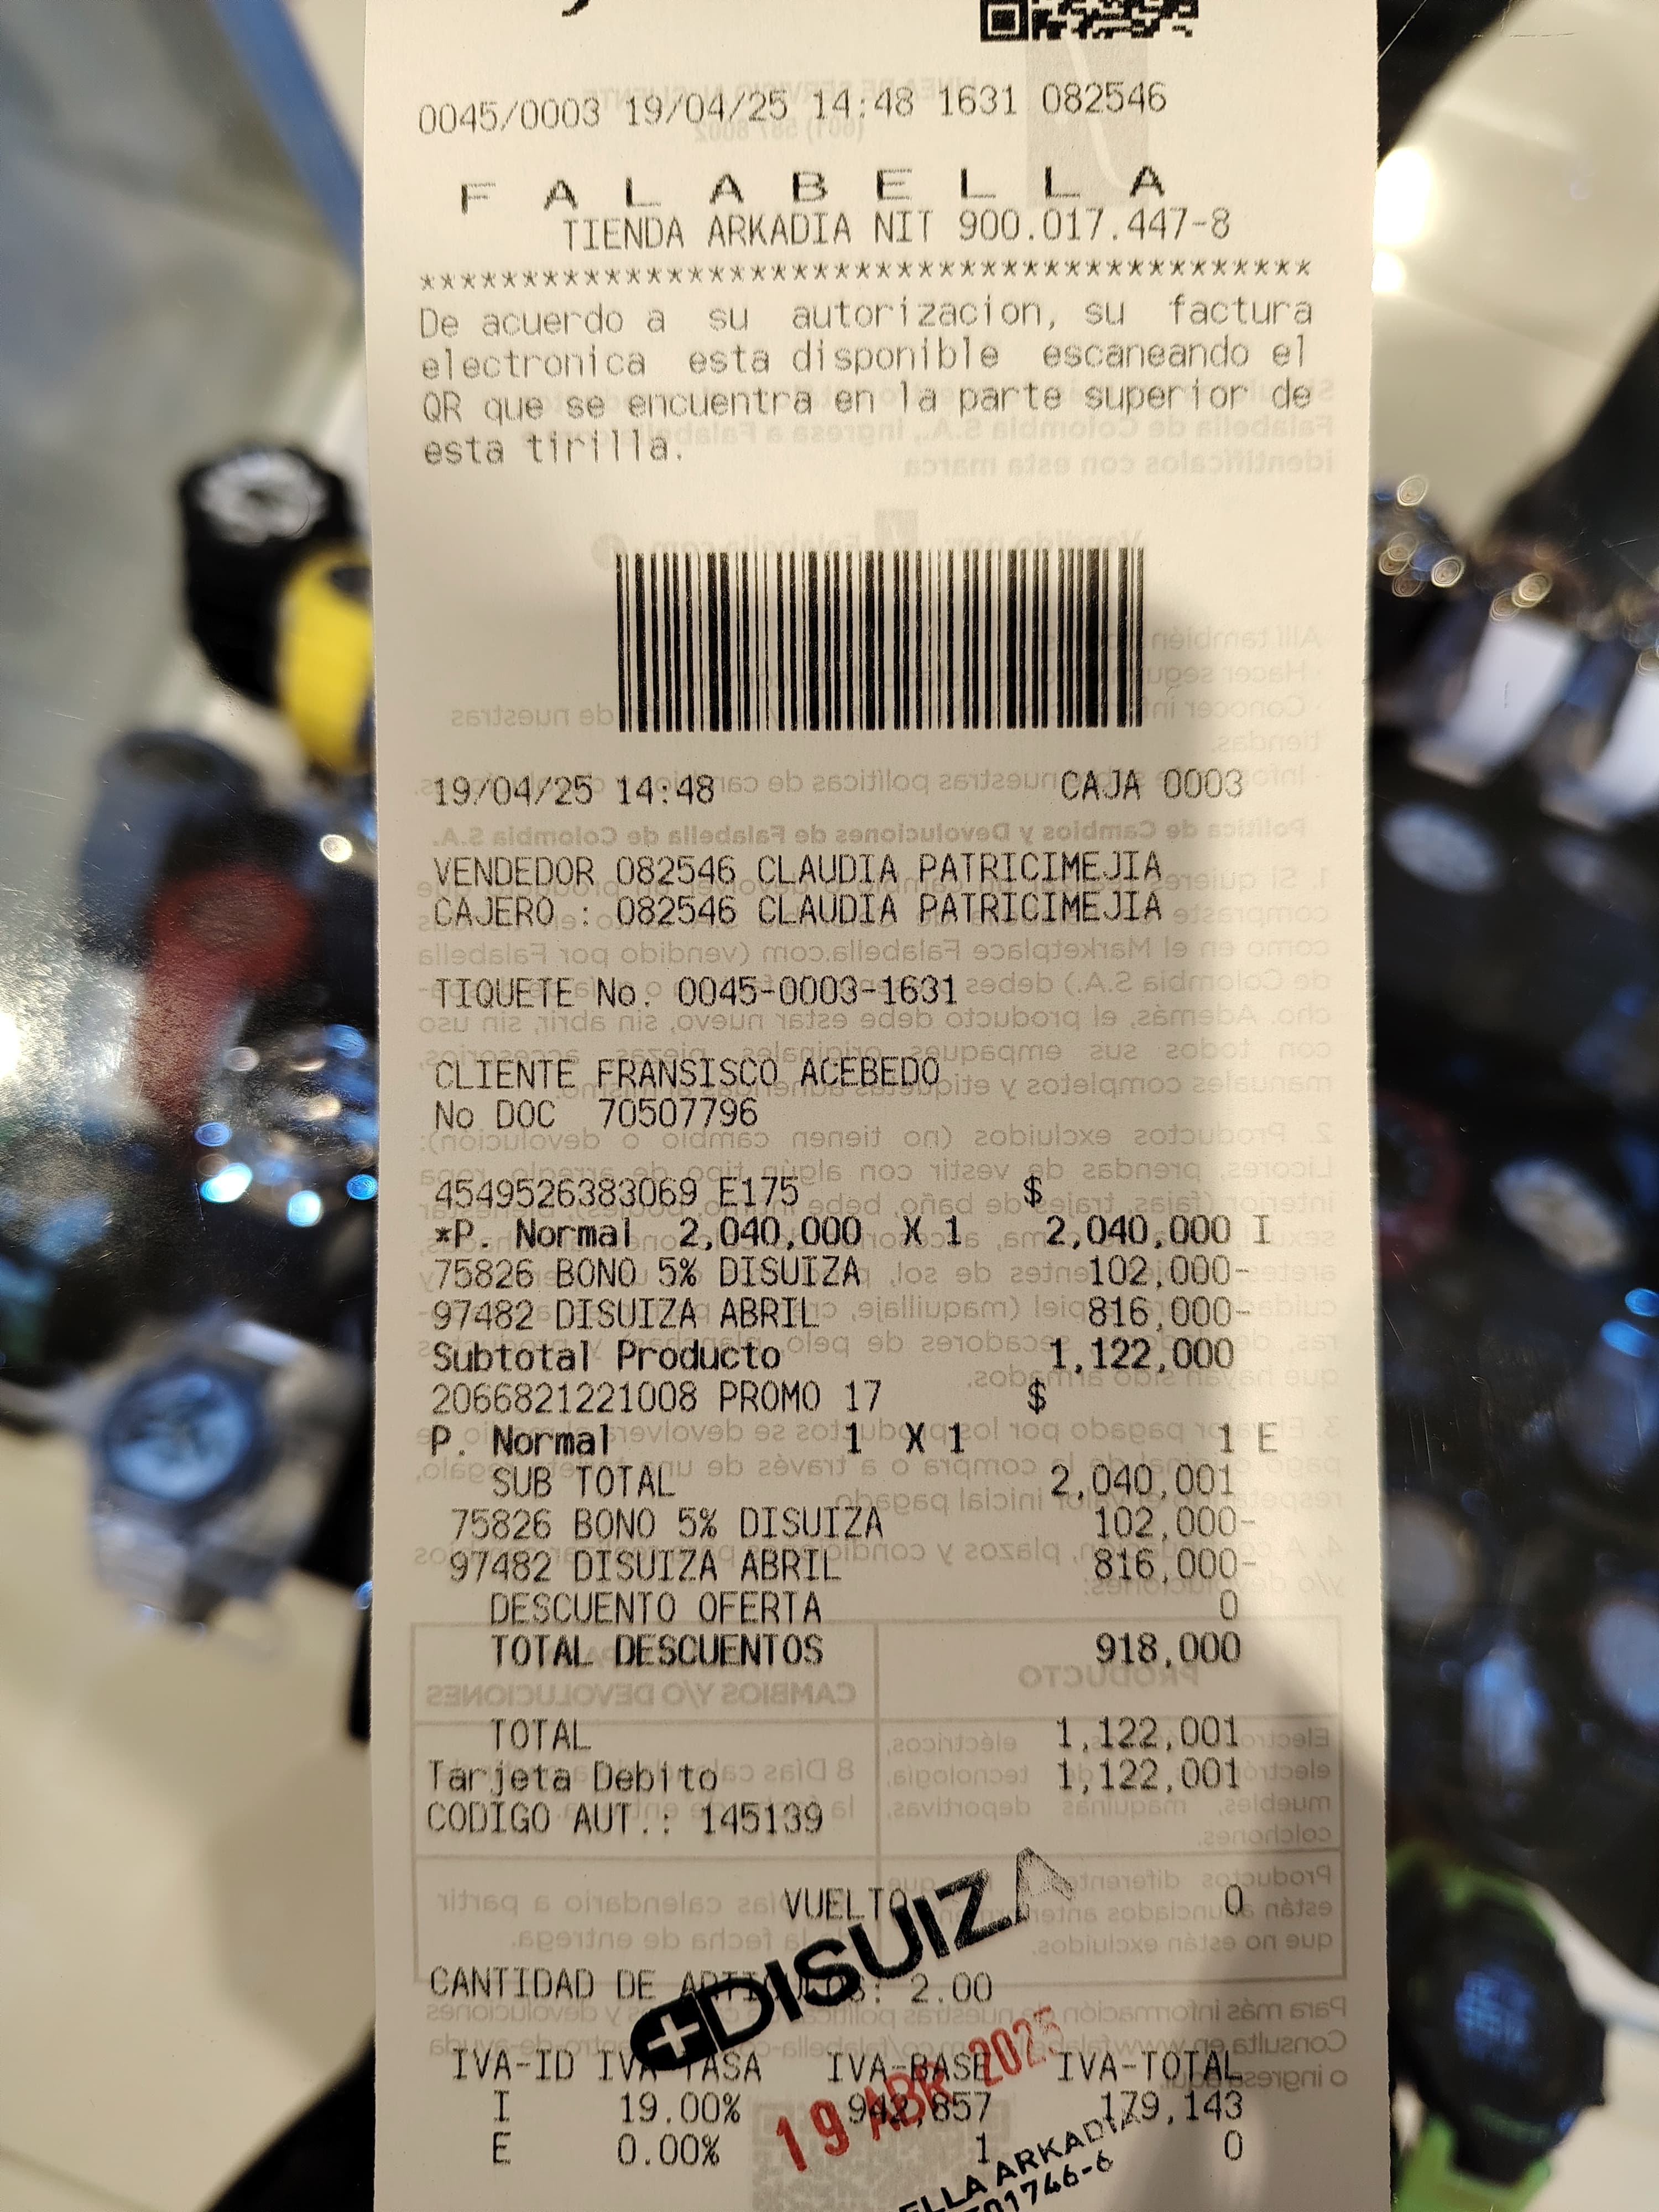 0045/0003 19/04/25 14:48 1631 082546
FALABELLA
TIENDA ARKADIA NIT 900.017.447-8
******************************************
De acuerdo a su autorizacion, su factura
electronica esta disponible escaneando el
QR que se encuentra en la parte superior de
esta tirilla.
19/04/25 14:48 CAJA 0003
VENDEDOR 082546 CLAUDIA PATRICIMEJIA
CAJERO : 082546 CLAUDIA PATRICIMEJIA
TIQUETE No. 0045-0003-1631
CLIENTE FRANSISCO ACEBEDO
No DOC 70507796
4549526383069 E175 $
*P. Normal 2,040,000 X 1 2,040,000 I
75826 BONO 5% DISUIZA 102,000-
97482 DISUIZA ABRIL 816,000-
Subtotal Producto 1,122,000
2066821221008 PROMO 17 $
P. Normal 1 X 1 1 E
SUB TOTAL 2,040,001
75826 BONO 5% DISUIZA 102,000-
97482 DISUIZA ABRIL 816,000-
DESCUENTO OFERTA 0
TOTAL DESCUENTOS 918,000
TOTAL 1,122,001
Tarjeta Debito 1,122,001
CODIGO AUT.: 145139
VUELTO 0
DISUIZA
CANTIDAD DE ARTICULOS: 2.00
IVA-ID IVA-TASA IVA-BASE IVA-TOTAL
I 19.00% 942,857 179,143
E 0.00% 1 0
19 ABR 2025
ELLA ARKADIA
01746-6